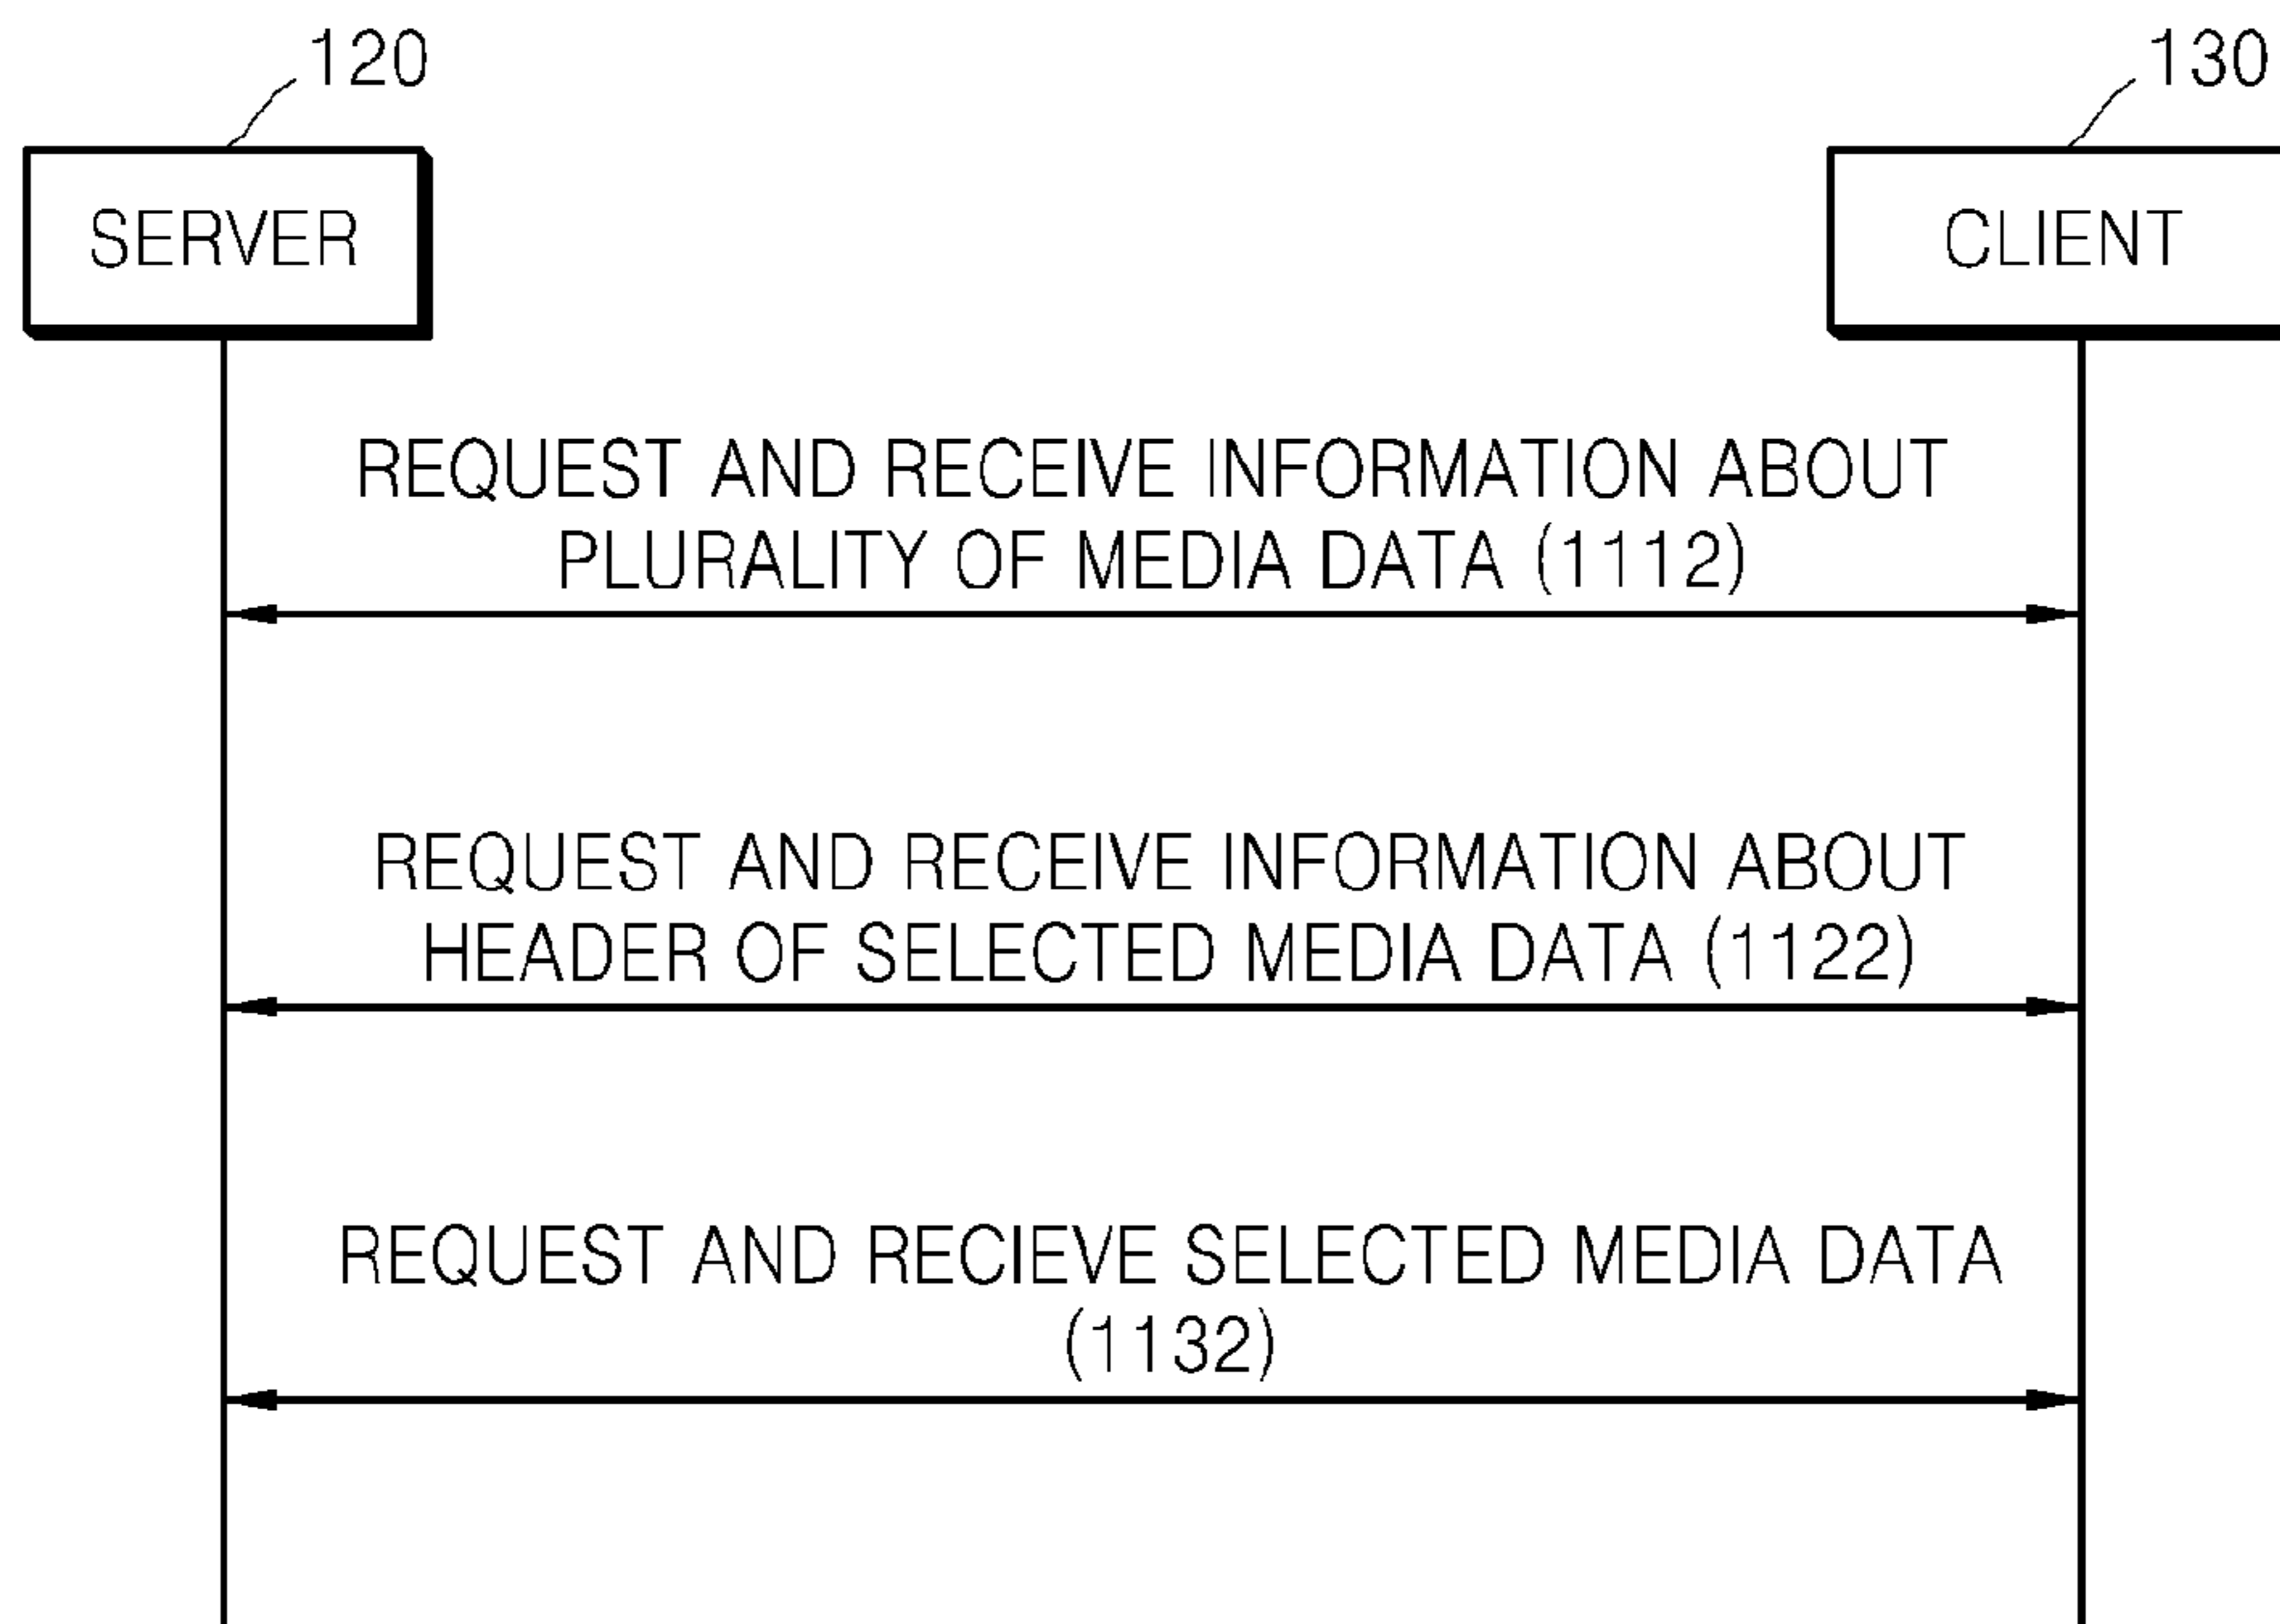 120
130
SERVER
CLIENT
REQUEST AND RECEIVE INFORMATION ABOUT
PLURALITY OF MEDIA DATA (1112)
REQUEST AND RECEIVE INFORMATION ABOUT
HEADER OF SELECTED MEDIA DATA (1122)
REQUEST AND RECIEVE SELECTED MEDIA DATA
(1132)